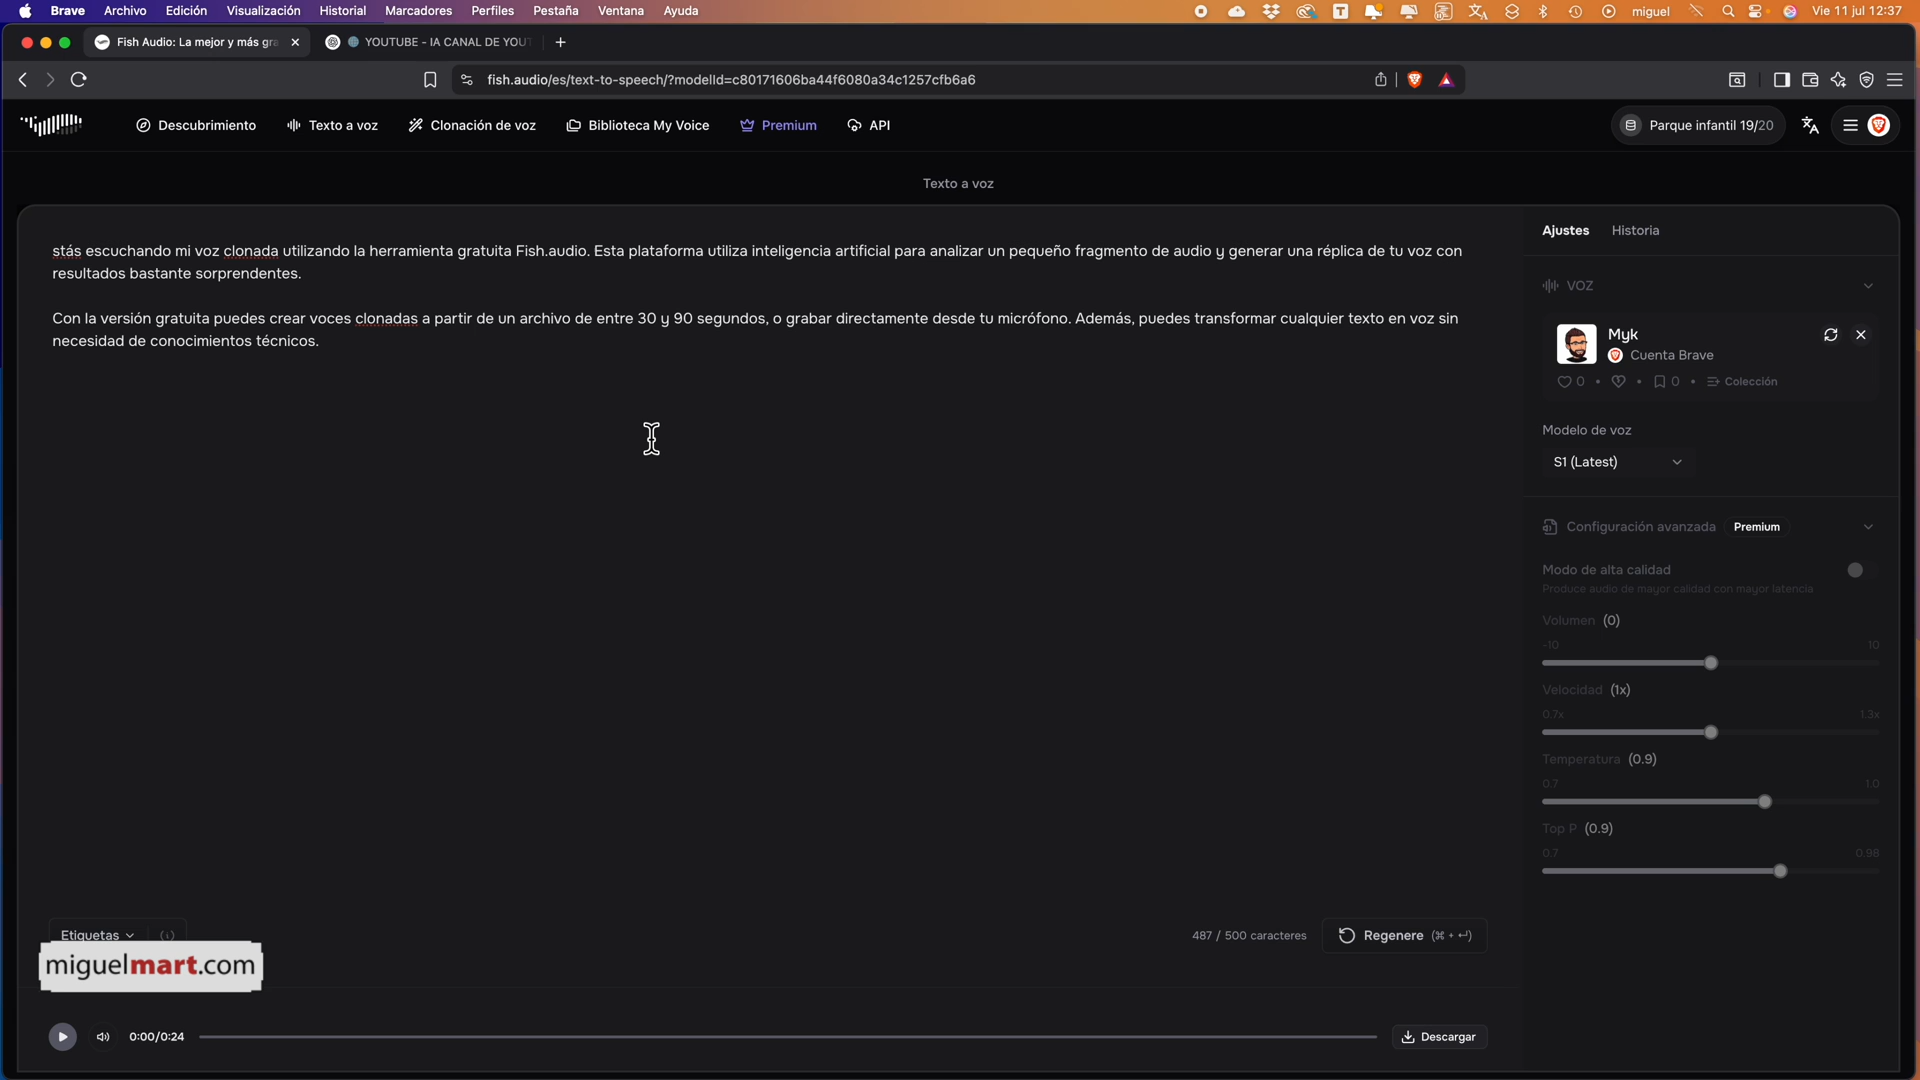 Brave Archivo Edición Visualización Historial Marcadores Perfiles Pestaña Ventana Ayuda miguel Vie 11 jul 12:37
Fish Audio: La mejor y más gra YOUTUBE - IA CANAL DE YOUT
fish.audio/es/text-to-speech/?modelId=c80171606ba44f6080a34c1257cfb6a6
Descubrimiento Texto a voz Clonación de voz Biblioteca My Voice Premium API Parque infantil 19/20
Texto a voz
stás escuchando mi voz clonada utilizando la herramienta gratuita Fish.audio. Esta plataforma utiliza inteligencia artificial para analizar un pequeño fragmento de audio y generar una réplica de tu voz con
resultados bastante sorprendentes.
Con la versión gratuita puedes crear voces clonadas a partir de un archivo de entre 30 y 90 segundos, o grabar directamente desde tu micrófono. Además, puedes transformar cualquier texto en voz sin
necesidad de conocimientos técnicos.
Ajustes Historia
VOZ
Myk
Cuenta Brave
0 • • 0 • Colección
Modelo de voz
S1 (Latest)
Configuración avanzada Premium
Modo de alta calidad
Produce audio de mayor calidad con mayor latencia
Volumen (0)
-10 10
Velocidad (1x)
0.7x 1.3x
Temperatura (0.9)
0.7 1.0
Top P (0.9)
0.7 0.98
Etiquetas 487 / 500 caracteres Regenere (⌘ + ↵)
miguelmart.com
0:00/0:24 Descargar